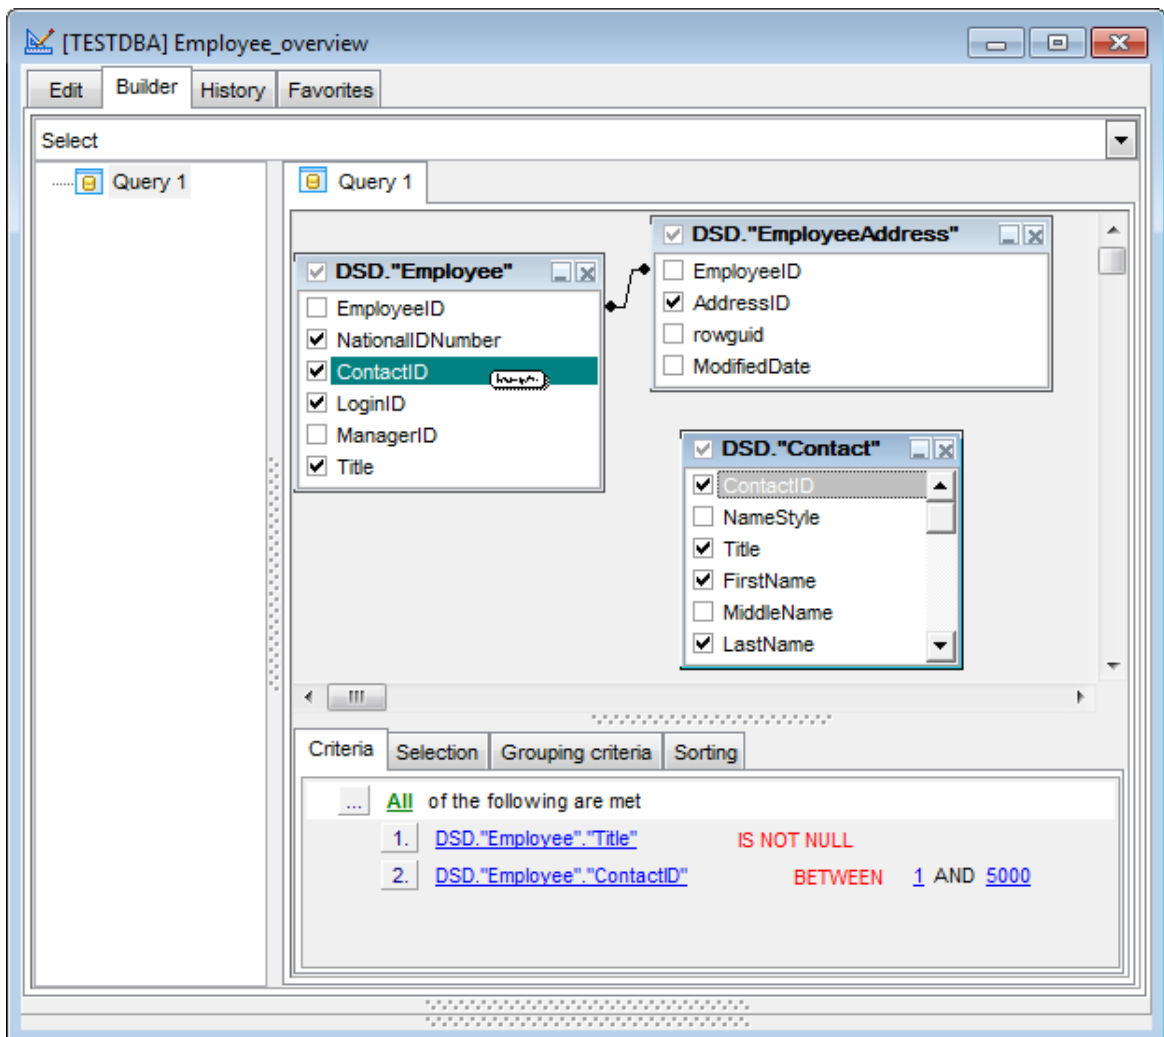 [TESTDBA] Employee_overview
Edit Builder History Favorites
Select
Query 1
Query 1
DSD."Employee"
EmployeeID
NationalIDNumber
ContactID
LoginID
ManagerID
Title
DSD."EmployeeAddress"
EmployeeID
AddressID
rowguid
ModifiedDate
DSD."Contact"
ContactID
NameStyle
Title
FirstName
MiddleName
LastName
Criteria Selection Grouping criteria Sorting
... All of the following are met
1. DSD."Employee"."Title" IS NOT NULL
2. DSD."Employee"."ContactID" BETWEEN 1 AND 5000